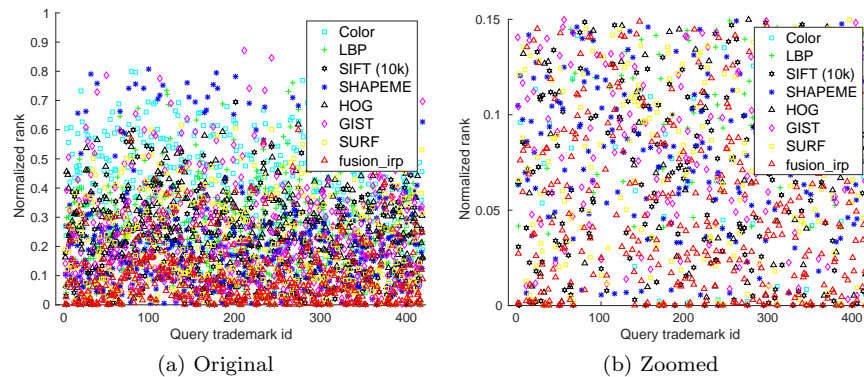 1
0.9
0.8
0.7
0.6
0.5
0.4
0.3
0.2
0.1
0
Normalized rank
0 100 200 300 400
Query trademark id
Color
LBP
SIFT (10k)
SHAPEME
HOG
GIST
SURF
fusion_irp
(a) Original
0.15
0.1
0.05
0
Normalized rank
0 100 200 300 400
Query trademark id
Color
LBP
SIFT (10k)
SHAPEME
HOG
GIST
SURF
fusion_irp
(b) Zoomed